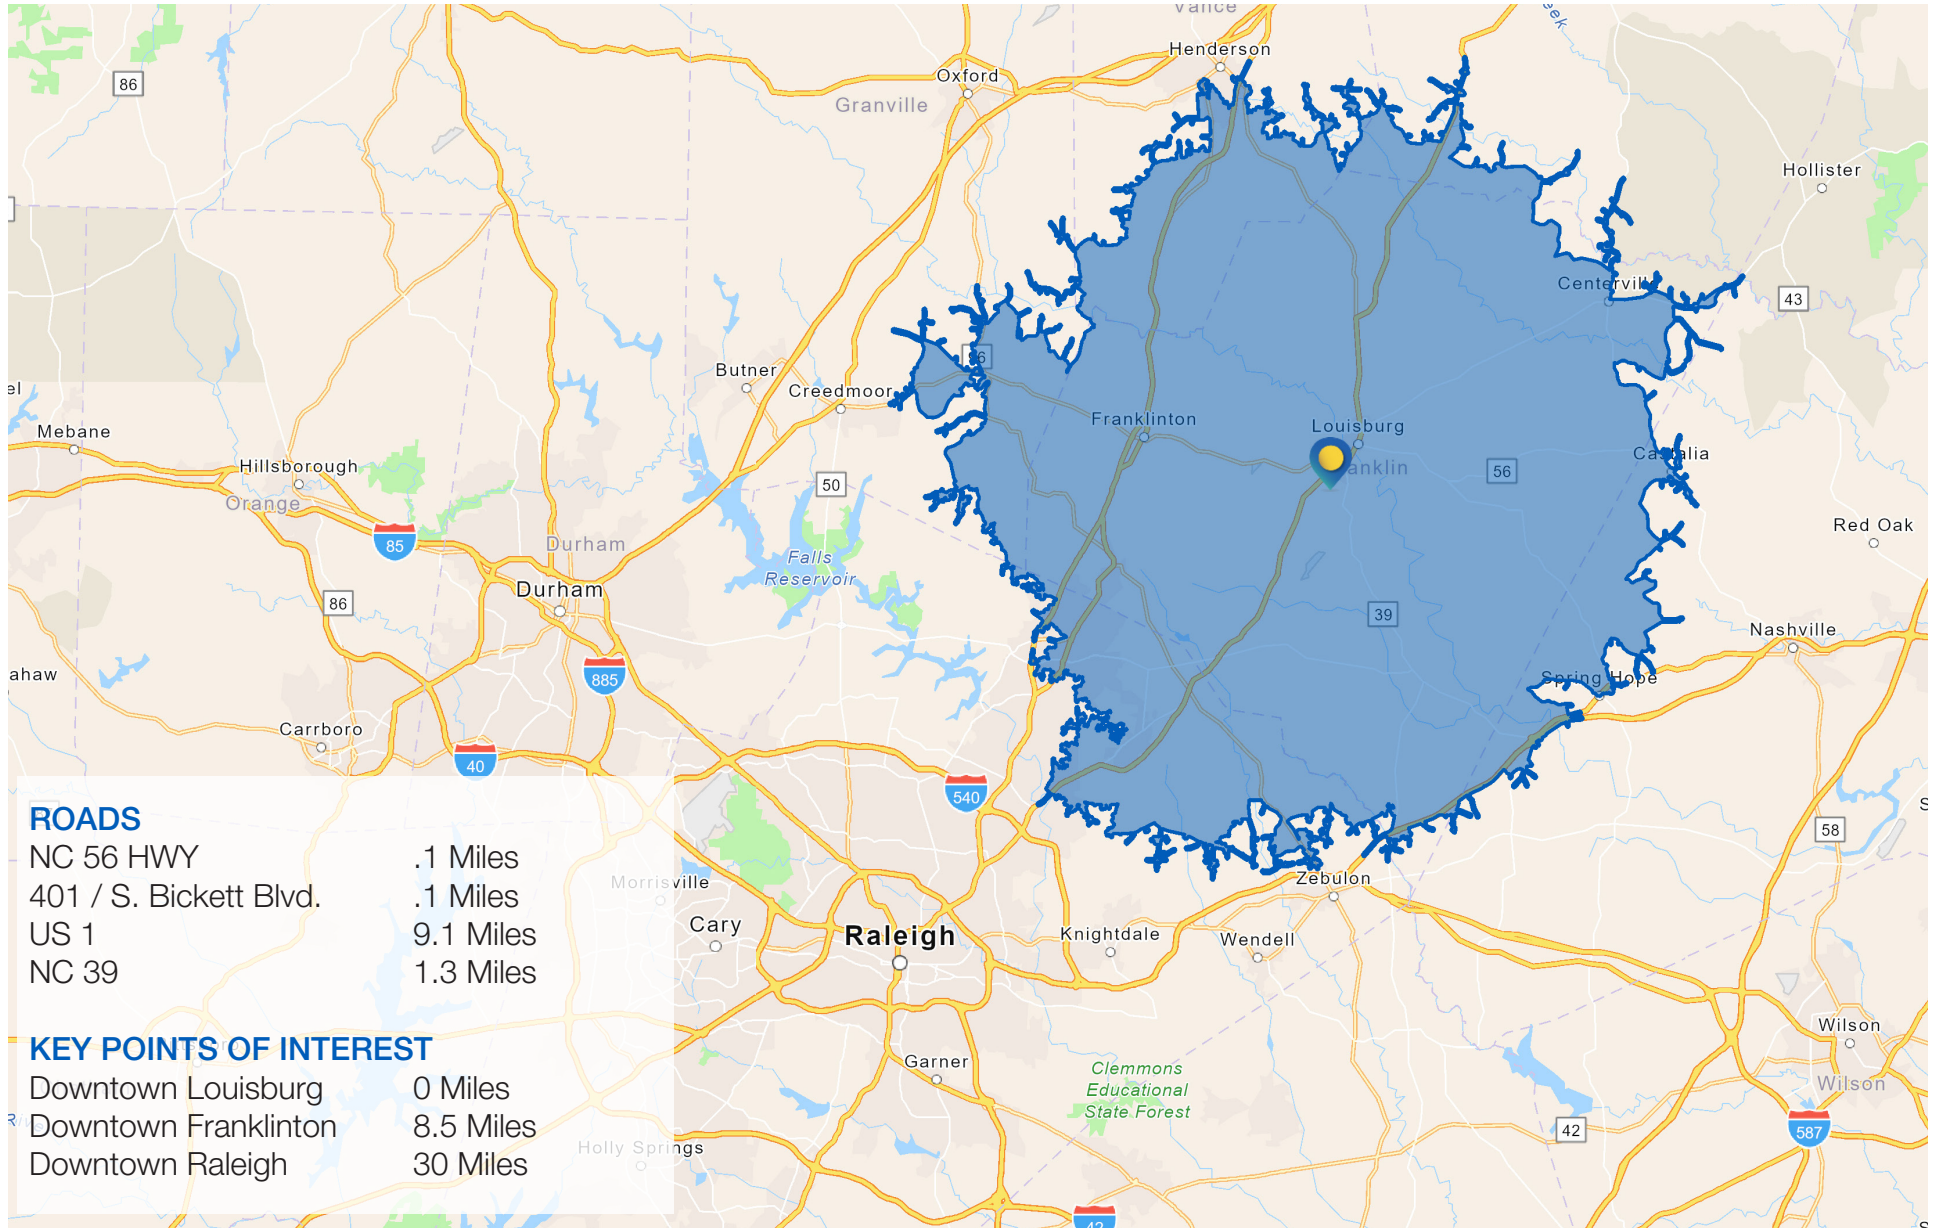 Vance
Henderson
Oxford
86
Granville
Hollister
Centerville
43
Butner
Creedmoor
Franklinton
Louisburg
Mebane
Franklin
Castalia
56
Hillsborough
Orange
50
Red Oak
85
Durham
Falls
Reservoir
Durham
86
39
Nashville
885
Spring Hope
Carrboro
40
540
58
ROADS
NC 56 HWY .1 Miles
401 / S. Bickett Blvd. .1 Miles
US 1 9.1 Miles
NC 39 1.3 Miles
Morrisville
Zebulon
Cary
Raleigh
Knightdale
Wendell
Wilson
KEY POINTS OF INTEREST
Downtown Louisburg 0 Miles
Downtown Franklinton 8.5 Miles
Downtown Raleigh 30 Miles
Garner
Clemmons
Educational
State Forest
Wilson
Holly Springs
42
587
42